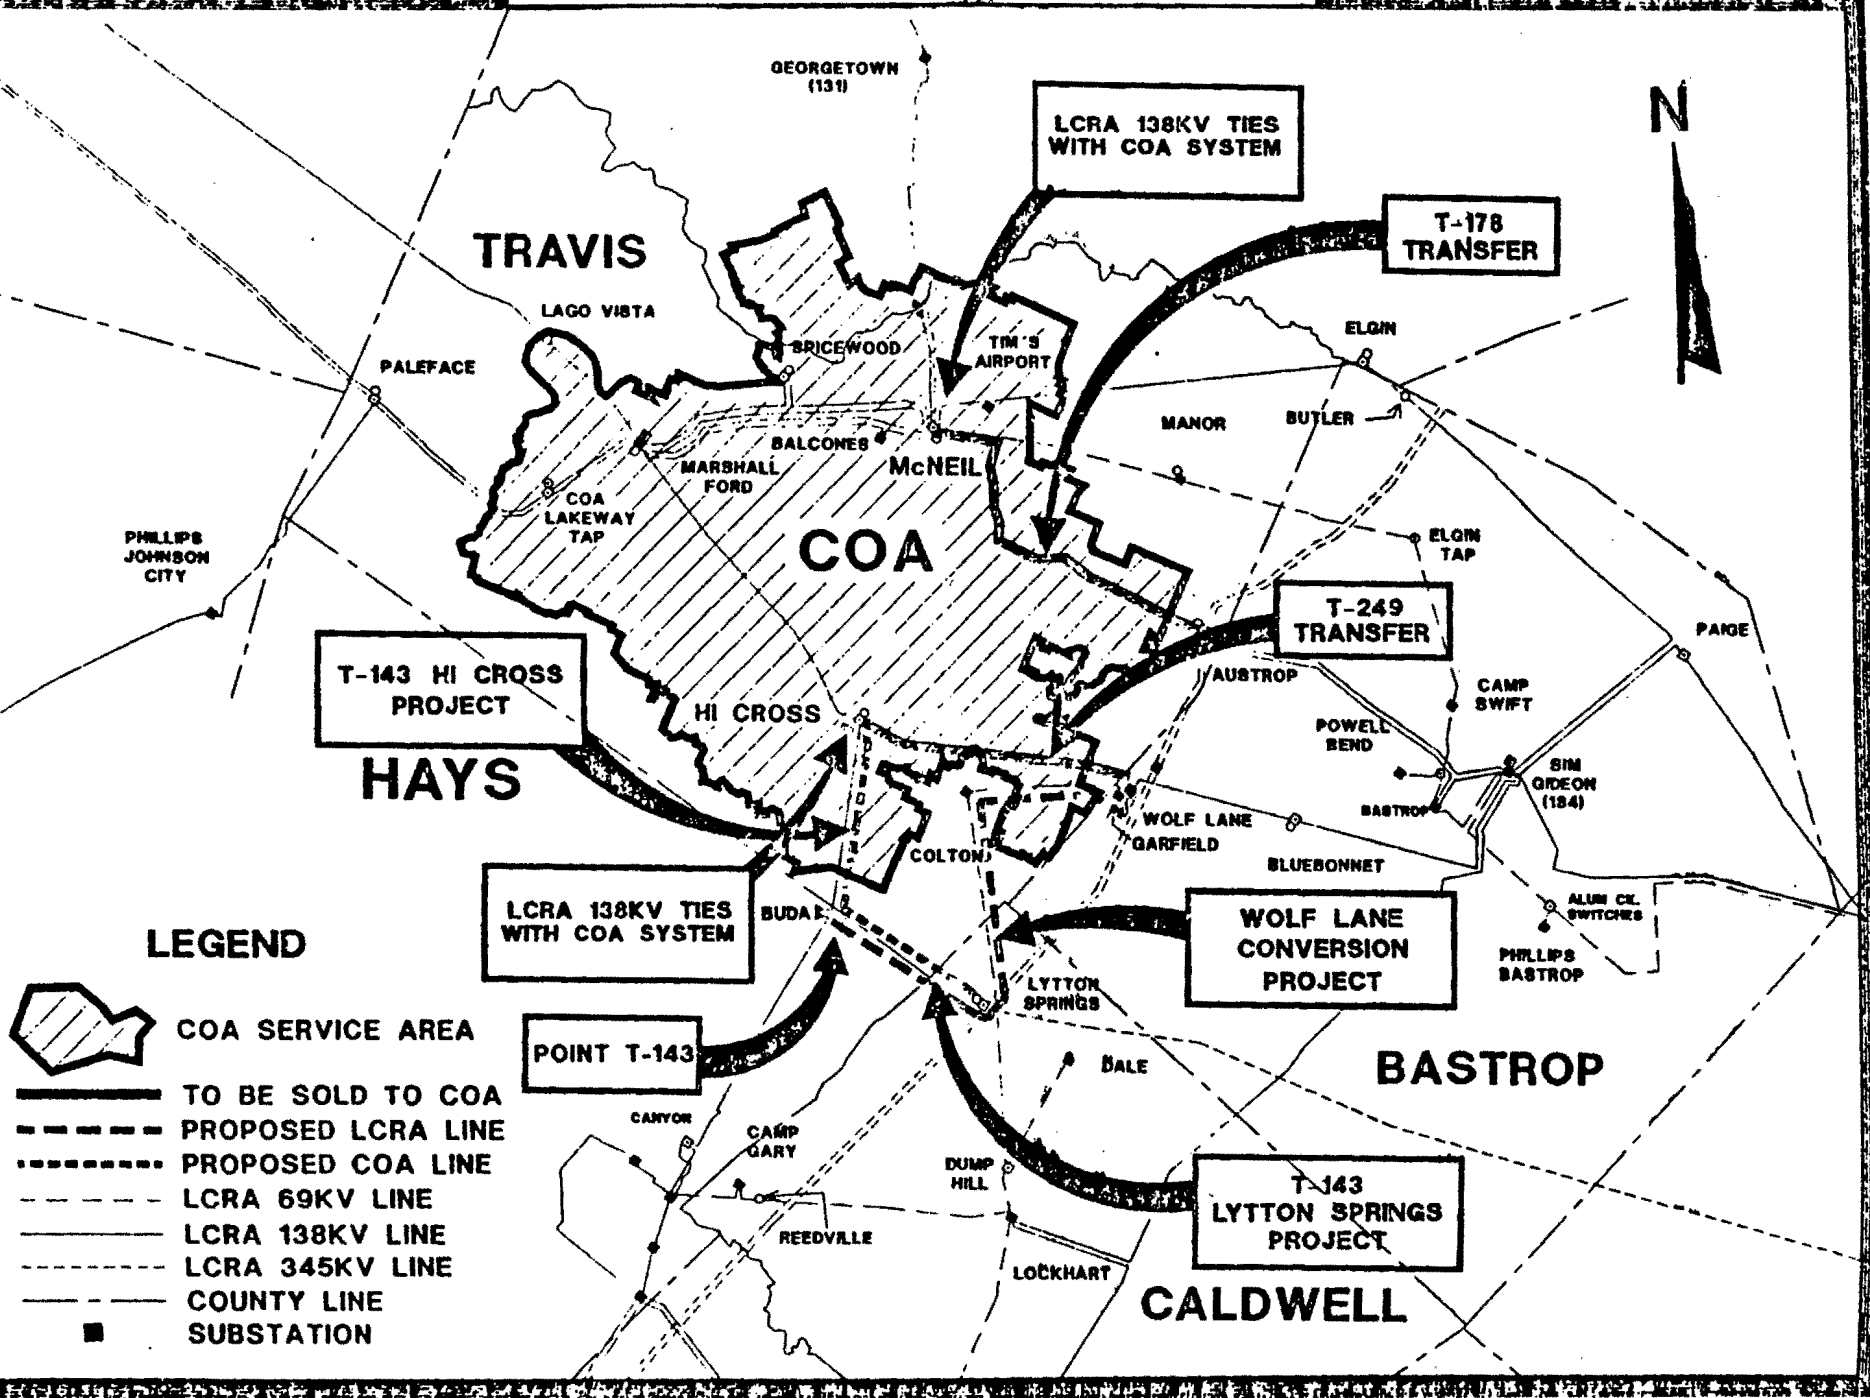 GEORGETOWN
(131)
LCRA 138KV TIES
WITH COA SYSTEM
N
T-178
TRANSFER
TRAVIS
LAGO VISTA
PALEFACE
SPICEWOOD
TIM'S
AIRPORT
ELGIN
MANOR
BUTLER
BALCONES
McNEIL
MARSHALL
FORD
COA
LAKEWAY
TAP
COA
PHILLIPS
JOHNSON
CITY
ELGIN
TAP
T-249
TRANSFER
PAIGE
T-143 HI CROSS
PROJECT
HI CROSS
AUSTROP
CAMP
SWIFT
POWELL
BEND
HAYS
SIM
GIDEON
(184)
BASTROP
WOLF LANE
GARFIELD
COLTON
BLUEBONNET
LCRA 138KV TIES
WITH COA SYSTEM
BUDA
WOLF LANE
CONVERSION
PROJECT
ALUM CK.
SWITCHES
PHILLIPS
BASTROP
LYTTON
SPRINGS
POINT T-143
DALE
BASTROP
CANYON
CAMP
GARY
DUMP
HILL
REEDVILLE
T-143
LYTTON SPRINGS
PROJECT
LOCKHART
CALDWELL
LEGEND
COA SERVICE AREA
TO BE SOLD TO COA
PROPOSED LCRA LINE
PROPOSED COA LINE
LCRA 69KV LINE
LCRA 138KV LINE
LCRA 345KV LINE
COUNTY LINE
SUBSTATION